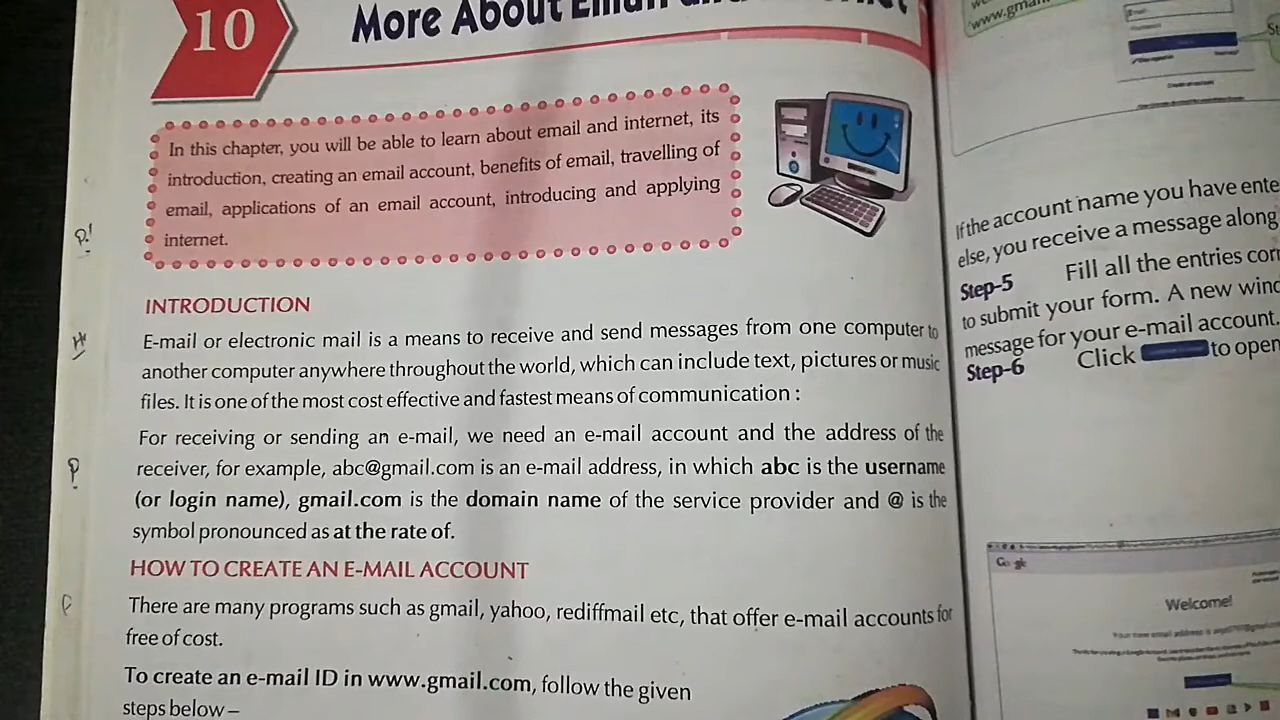 10
More About Email
In this chapter, you will be able to learn about email and internet, its
introduction, creating an email account, benefits of email, travelling of
email, applications of an email account, introducing and applying
internet.
INTRODUCTION
E-mail or electronic mail is a means to receive and send messages from one computer to
another computer anywhere throughout the world, which can include text, pictures or music
files. It is one of the most cost effective and fastest means of communication :
For receiving or sending an e-mail, we need an e-mail account and the address of the
receiver, for example, abc@gmail.com is an e-mail address, in which abc is the username
(or login name), gmail.com is the domain name of the service provider and @ is the
symbol pronounced as at the rate of.
HOW TO CREATE AN E-MAIL ACCOUNT
There are many programs such as gmail, yahoo, rediffmail etc, that offer e-mail accounts for
free of cost.
To create an e-mail ID in www.gmail.com, follow the given
steps below –
If the account name you have ente
else, you receive a message along
Step-5 Fill all the entries
to submit your form. A new wind
message for your e-mail account.
Step-6 Click to open
Google
Welcome!